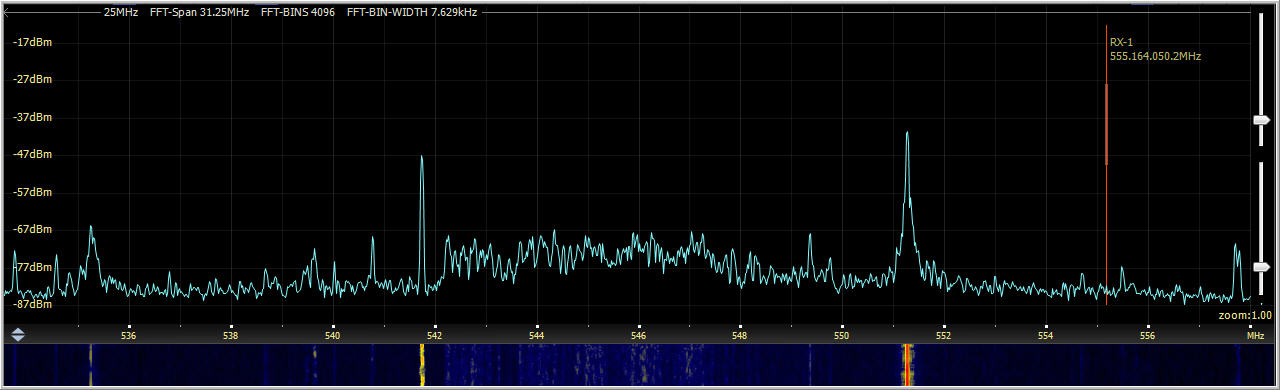 25MHz FFT-Span 31.25MHz FFT-BINS 4096 FFT-BIN-WIDTH 7.629kHz
-17dBm
RX-1
555.164.050.2MHz
-27dBm
-37dBm
-47dBm
-57dBm
-67dBm
-77dBm
-87dBm
zoom:1.00
536 538 540 542 544 546 548 550 552 554 556 MHz